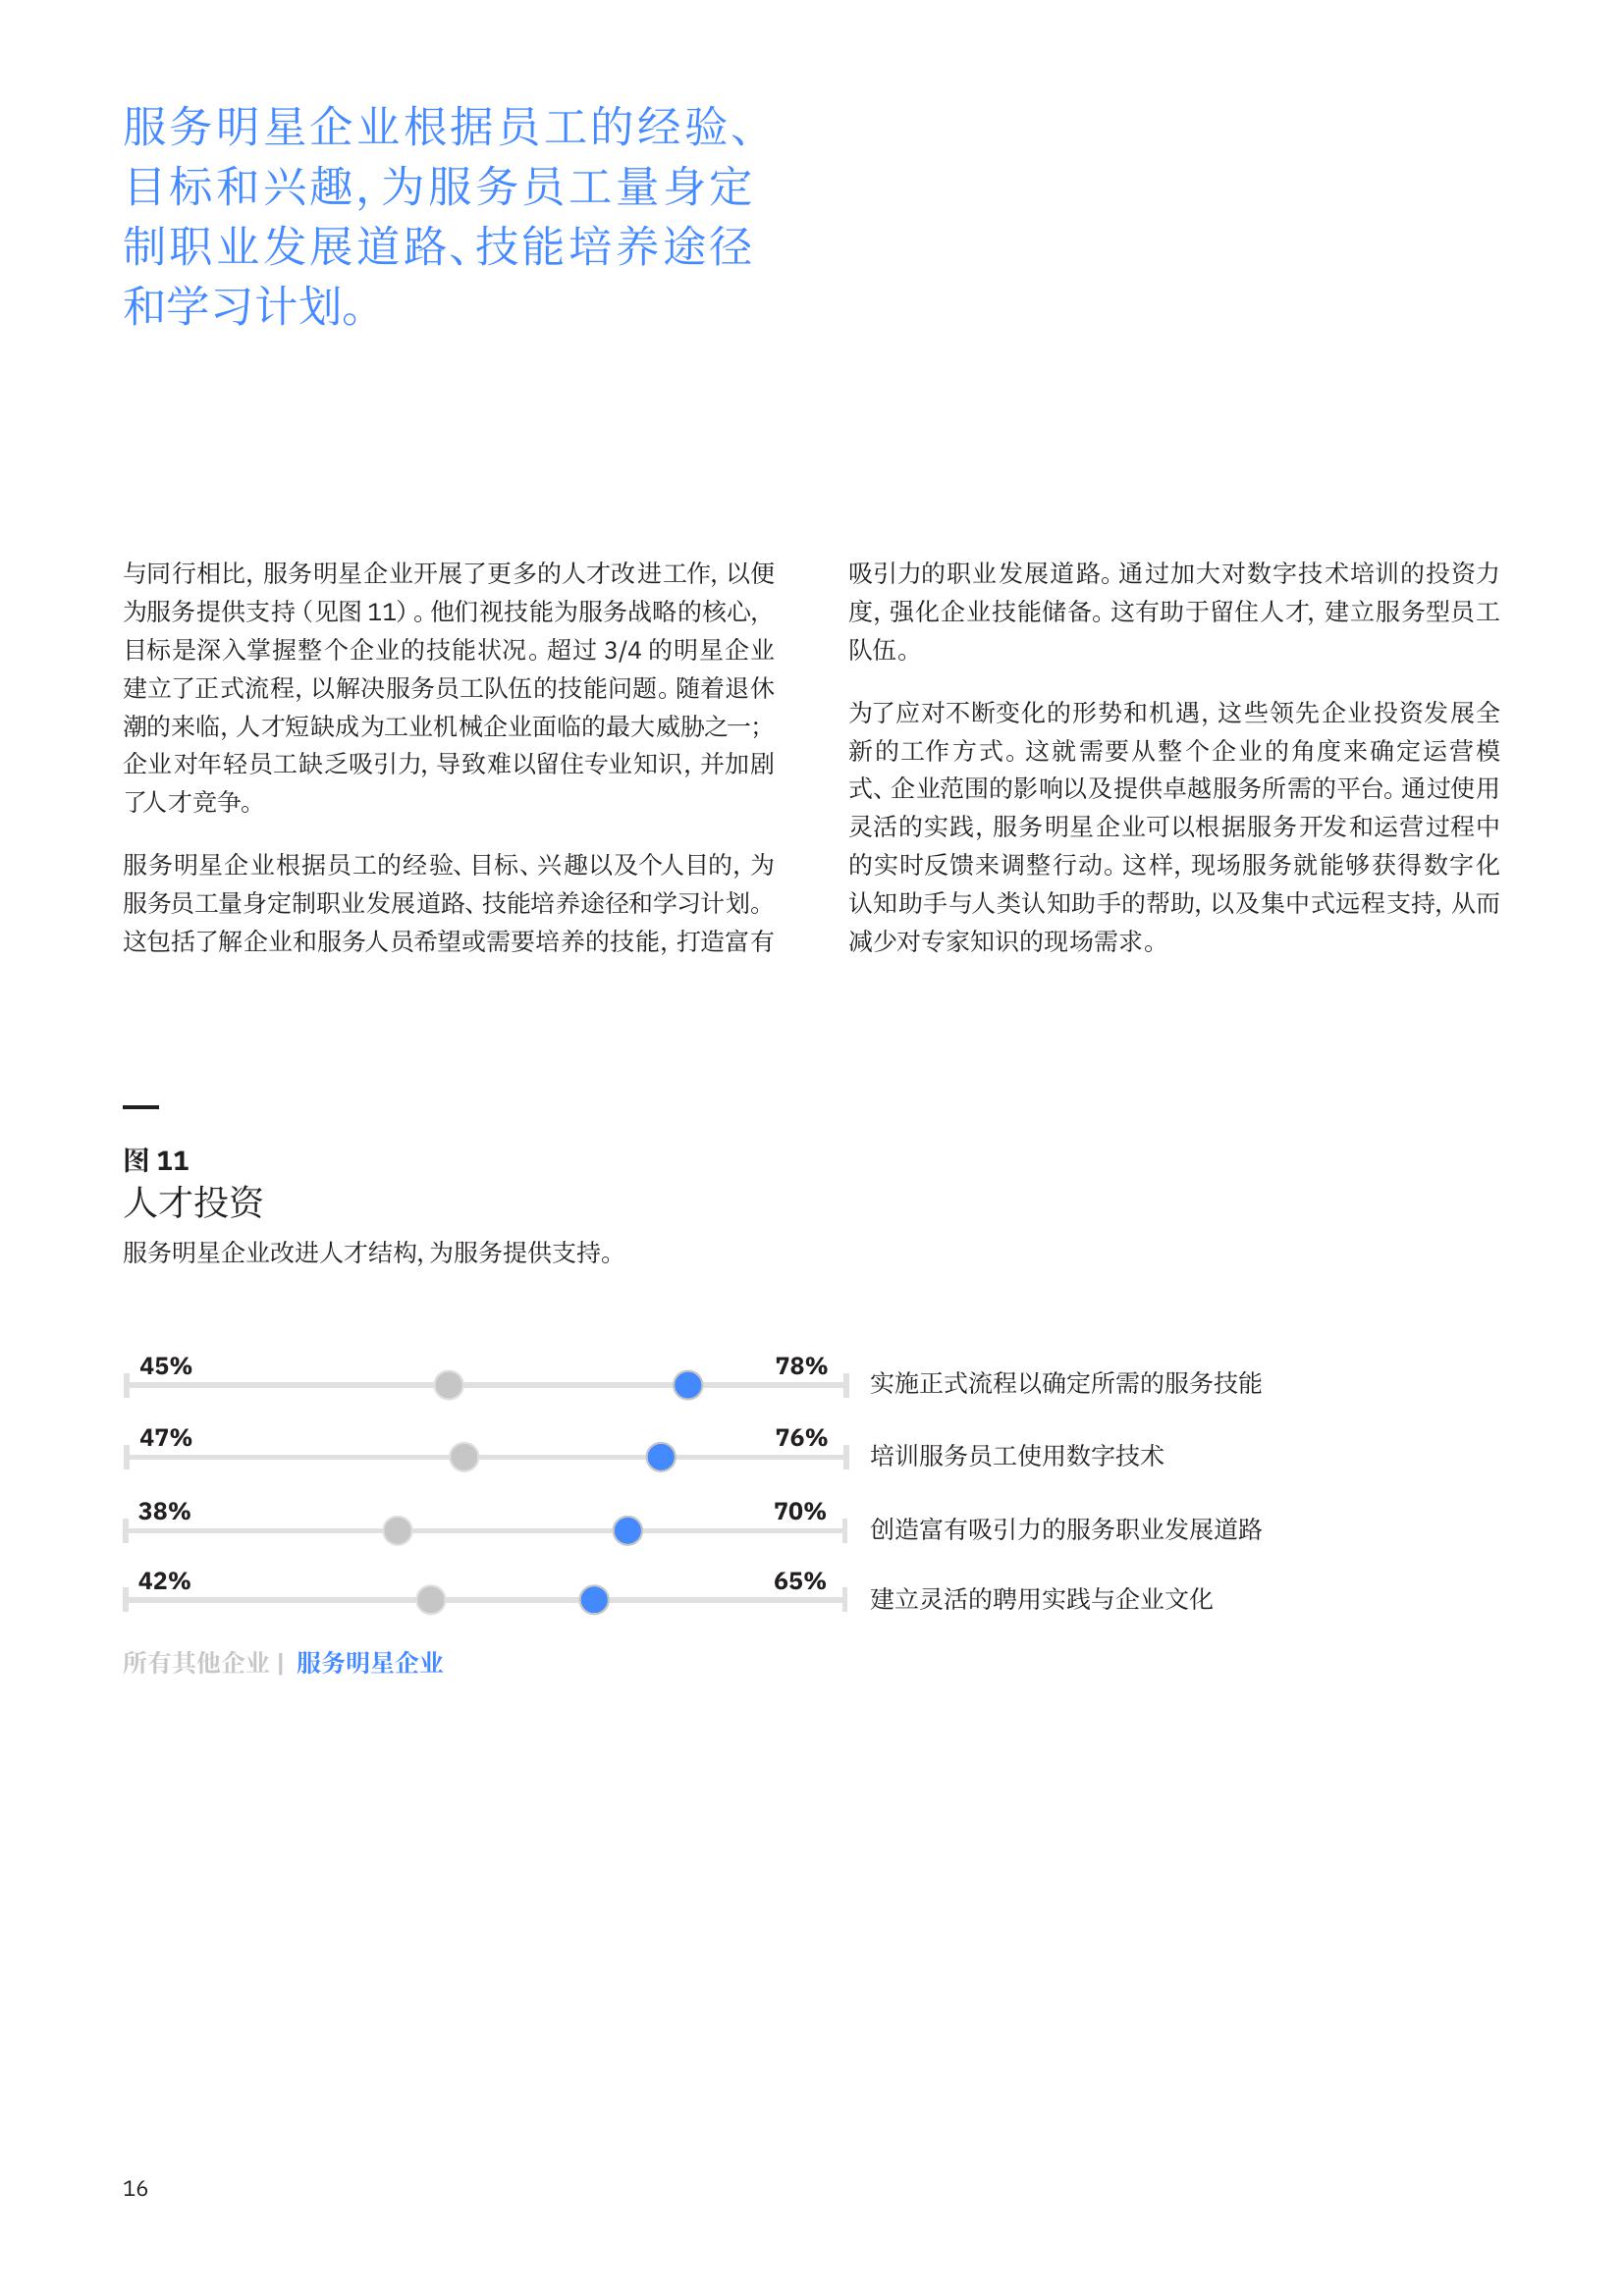 服务明星企业根据员工的经验、
目标和兴趣, 为服务员工量身定
制职业发展道路、技能培养途径
和学习计划。
与同行相比, 服务明星企业开展了更多的人才改进工作, 以便
为服务提供支持（见图 11）。他们视技能为服务战略的核心,
目标是深入掌握整个企业的技能状况。超过 3/4 的明星企业
建立了正式流程, 以解决服务员工队伍的技能问题。随着退休
潮的来临, 人才短缺成为工业机械企业面临的最大威胁之一;
企业对年轻员工缺乏吸引力, 导致难以留住专业知识, 并加剧
了人才竞争。
服务明星企业根据员工的经验、目标、兴趣以及个人目的, 为
服务员工量身定制职业发展道路、技能培养途径和学习计划。
这包括了解企业和服务人员希望或需要培养的技能, 打造富有
吸引力的职业发展道路。通过加大对数字技术培训的投资力
度, 强化企业技能储备。这有助于留住人才, 建立服务型员工
队伍。
为了应对不断变化的形势和机遇, 这些领先企业投资发展全
新的工作方式。这就需要从整个企业的角度来确定运营模
式、企业范围的影响以及提供卓越服务所需的平台。通过使用
灵活的实践, 服务明星企业可以根据服务开发和运营过程中
的实时反馈来调整行动。这样, 现场服务就能够获得数字化
认知助手与人类认知助手的帮助, 以及集中式远程支持, 从而
减少对专家知识的现场需求。
图 11
人才投资
服务明星企业改进人才结构, 为服务提供支持。
45% 78% 实施正式流程以确定所需的服务技能
47% 76% 培训服务员工使用数字技术
38% 70% 创造富有吸引力的服务职业发展道路
42% 65% 建立灵活的聘用实践与企业文化
所有其他企业 | 服务明星企业
16